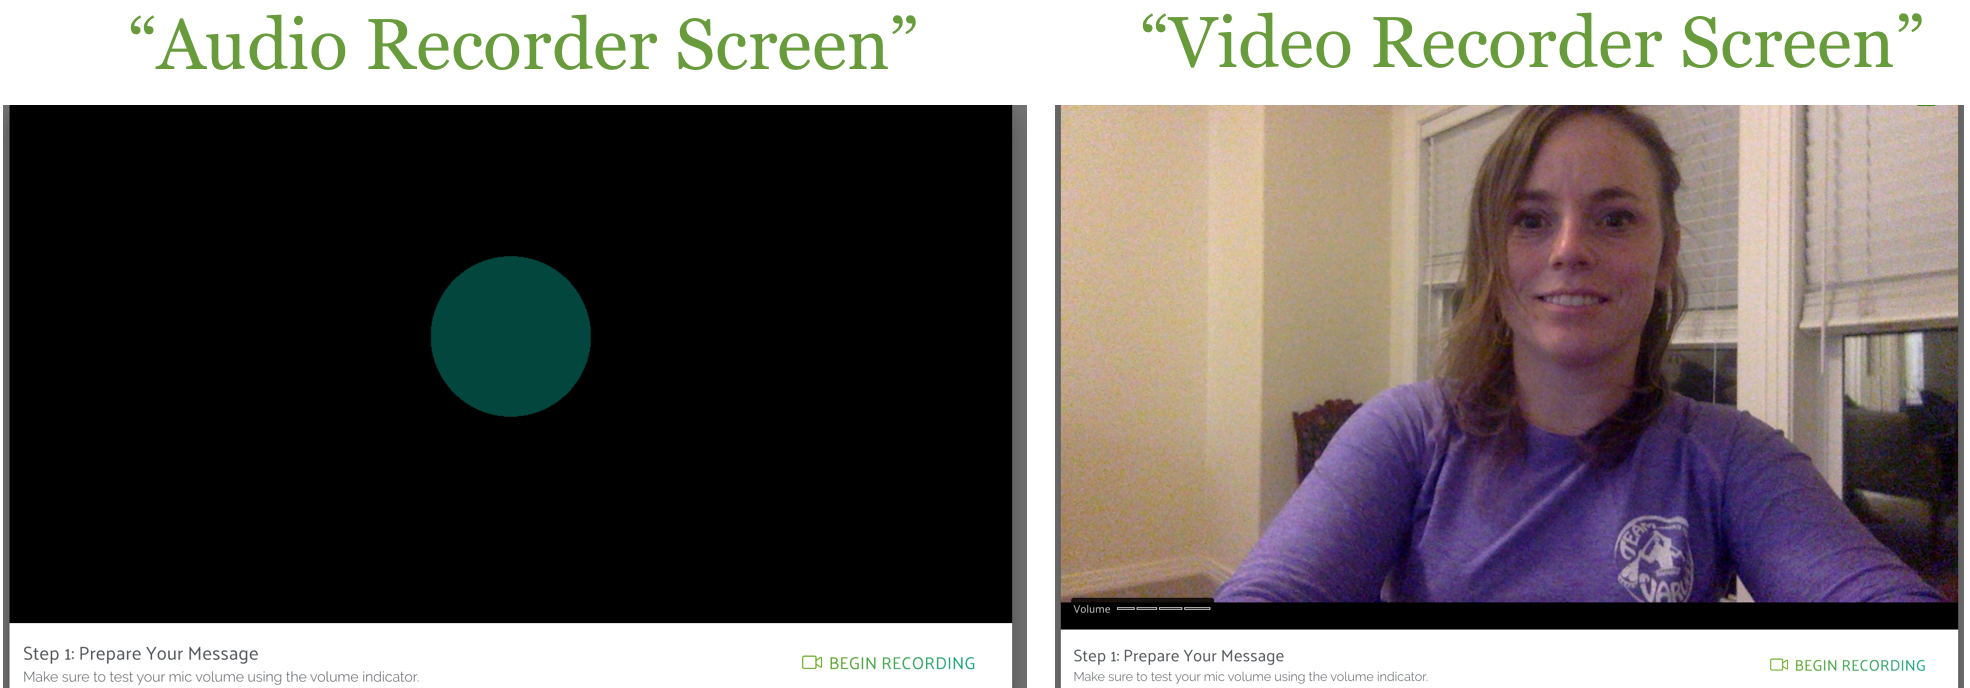 “Audio Recorder Screen”
“Video Recorder Screen”
Step 1: Prepare Your Message
Make sure to test your mic volume using the volume indicator.
BEGIN RECORDING
TEAM
VAR
Volume
Step 1: Prepare Your Message
Make sure to test your mic volume using the volume indicator.
BEGIN RECORDING